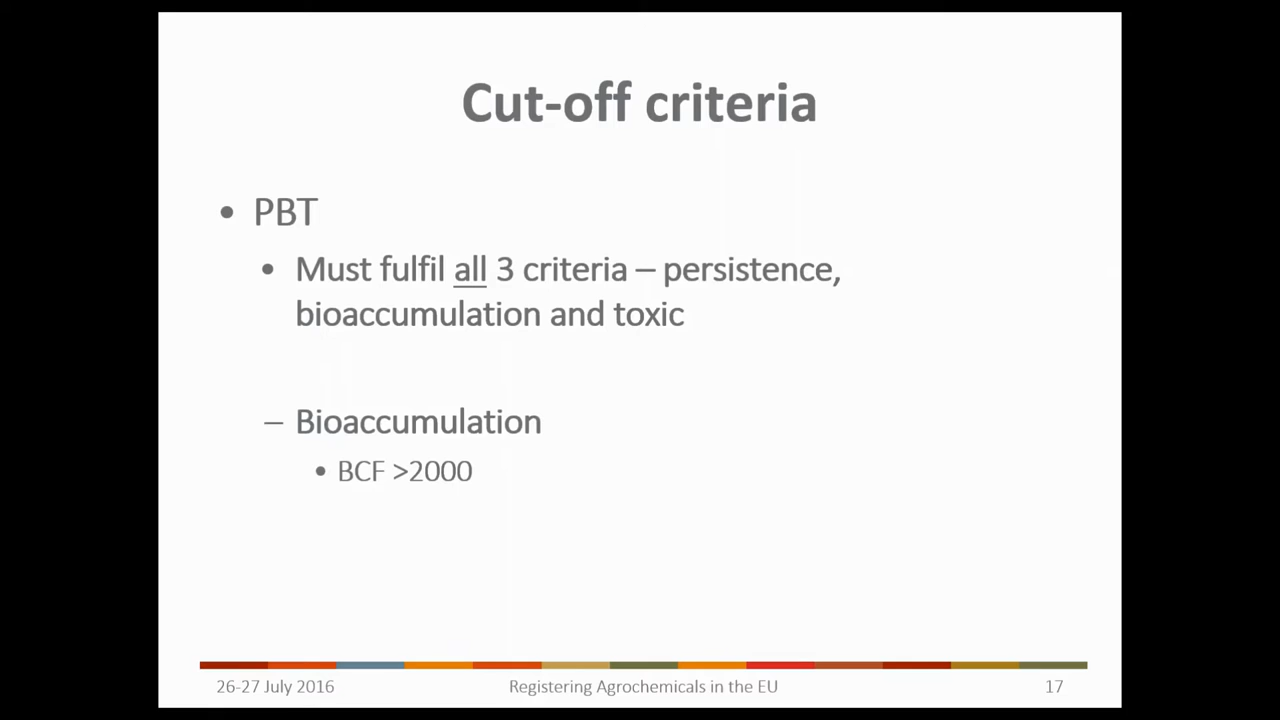 Cut-off criteria
• PBT
• Must fulfil all 3 criteria – persistence,
bioaccumulation and toxic
– Bioaccumulation
• BCF >2000
26-27 July 2016
Registering Agrochemicals in the EU
17